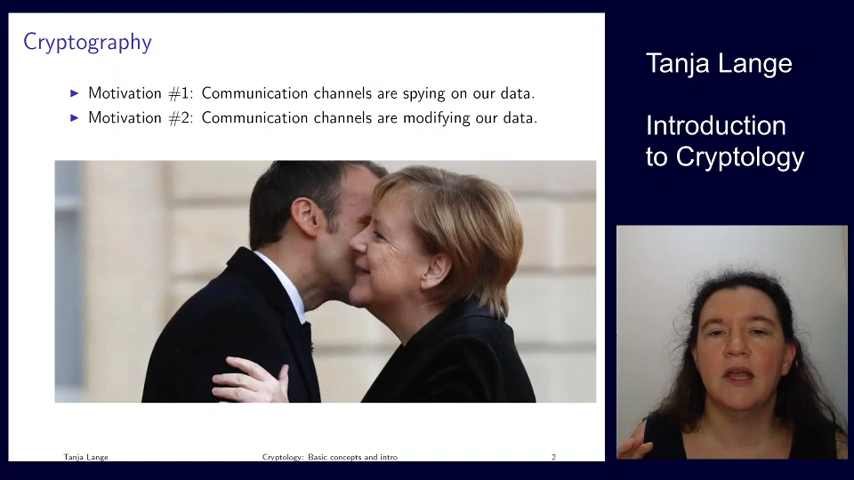 Cryptography
▶ Motivation #1: Communication channels are spying on our data.
▶ Motivation #2: Communication channels are modifying our data.
Tanja Lange
Cryptology: Basic concepts and intro
2
Tanja Lange
Introduction
to Cryptology